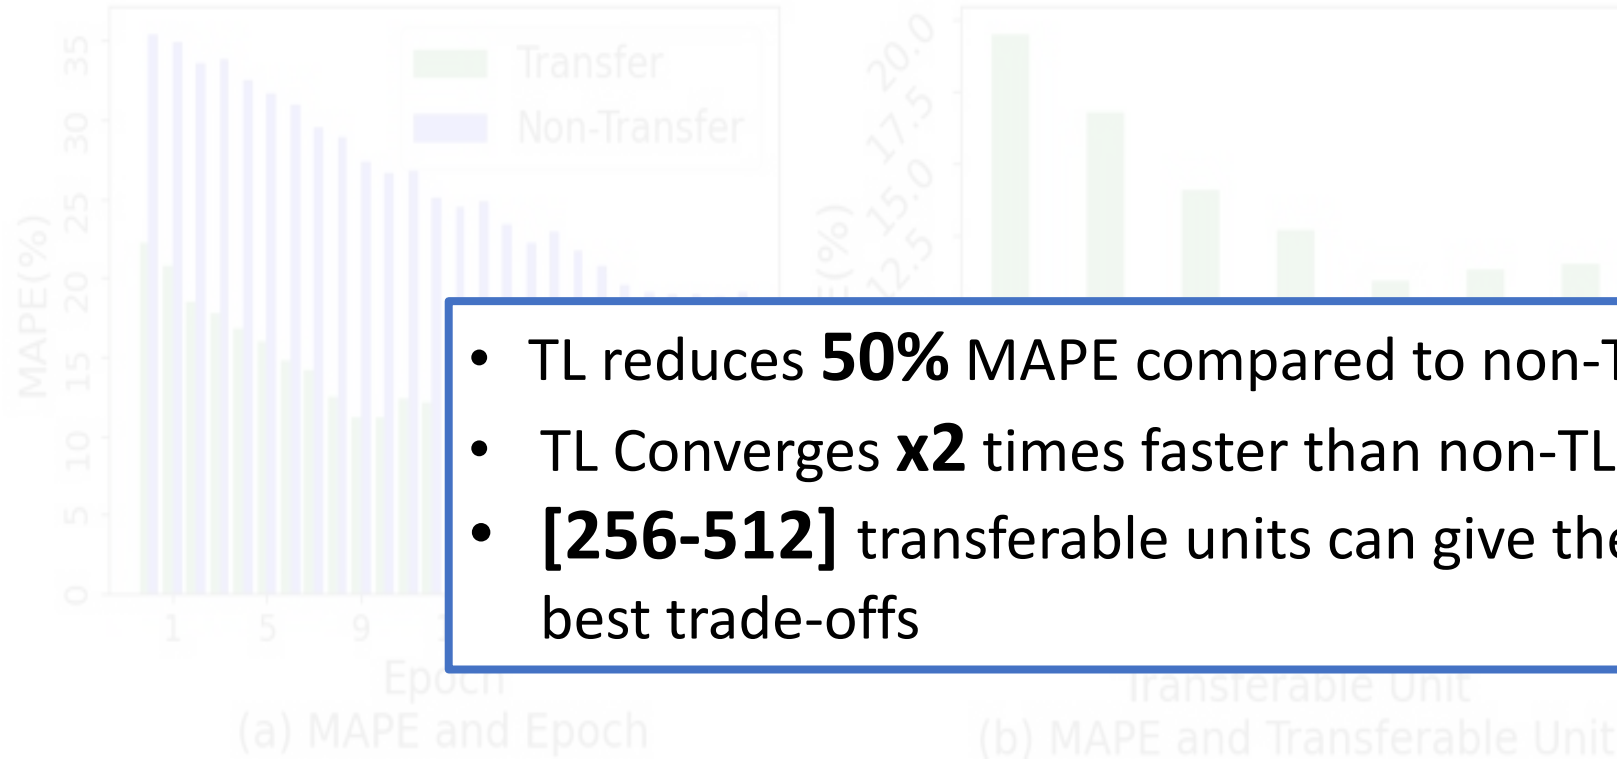 35
30
25
20
15
10
5
0
MAPE(%)
Transfer
Non-Transfer
1 5 9
Epoch
(a) MAPE and Epoch
20.0
17.5
15.0
12.5
(%)
Transferable Unit
(b) MAPE and Transferable Unit
• TL reduces 50% MAPE compared to non-T
• TL Converges x2 times faster than non-TL
• [256-512] transferable units can give the
best trade-offs